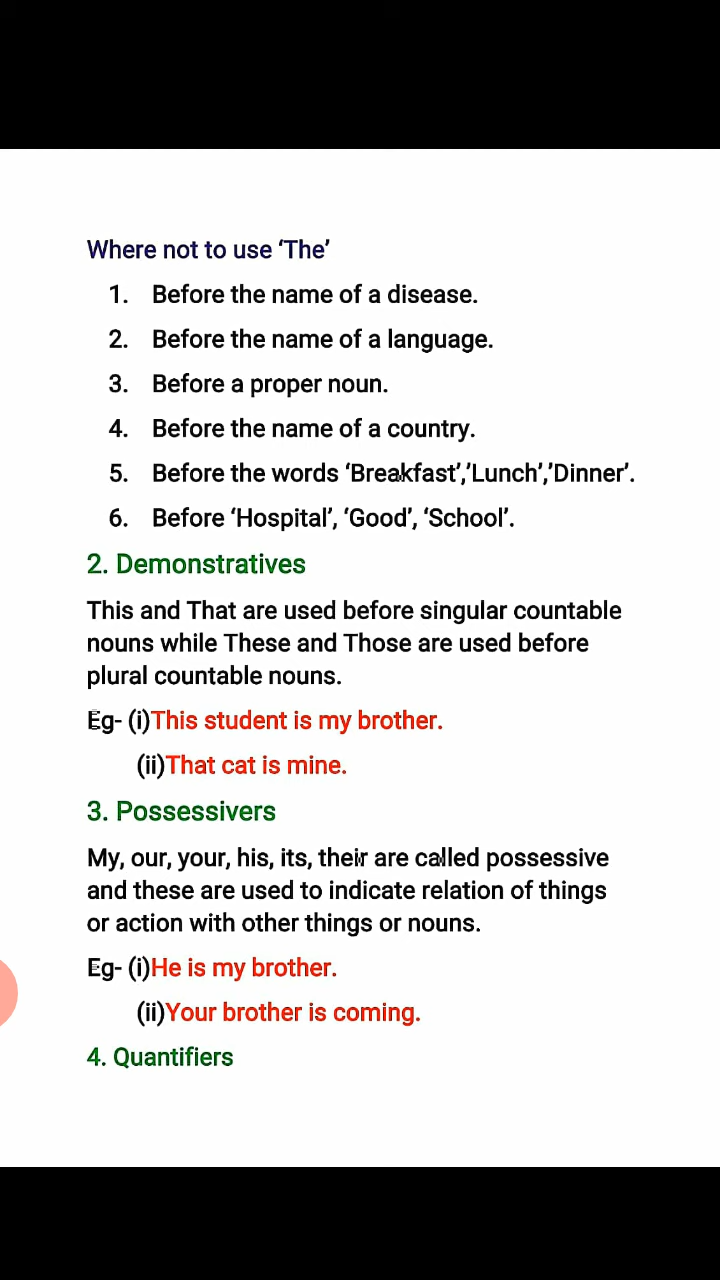 Where not to use ‘The’
1. Before the name of a disease.
2. Before the name of a language.
3. Before a proper noun.
4. Before the name of a country.
5. Before the words ‘Breakfast’,’Lunch’,’Dinner’.
6. Before ‘Hospital’, ‘Good’, ‘School’.
2. Demonstratives
This and That are used before singular countable
nouns while These and Those are used before
plural countable nouns.
Eg- (i)This student is my brother.
(ii)That cat is mine.
3. Possessivers
My, our, your, his, its, their are called possessive
and these are used to indicate relation of things
or action with other things or nouns.
Eg- (i)He is my brother.
(ii)Your brother is coming.
4. Quantifiers